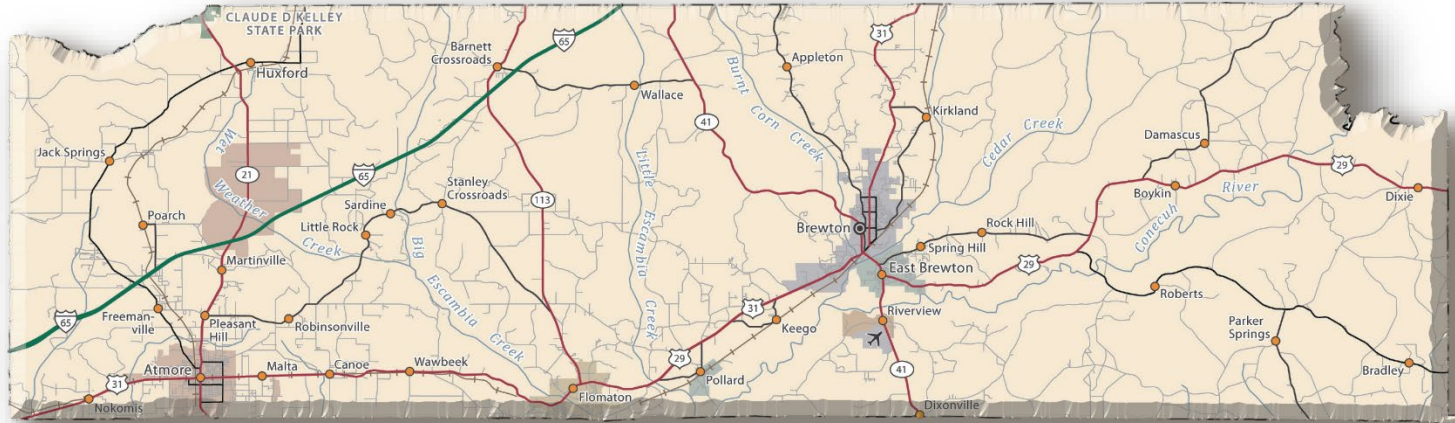 CLAUDE D KELLEY
STATE PARK
Huxford
Barnett
Crossroads
65
31
Appleton
Wallace
Burnt Corn Creek
41
Kirkland
Cedar Creek
Damascus
29
Jack Springs
Wet
Weather
Creek
21
65
Stanley
Crossroads
Sardine
Little Rock
Big
Escambia Creek
113
Little Escambia
Creek
Boykin
Conecuh River
Dixie
Poarch
Martinville
Brewton
Rock Hill
Spring Hill
East Brewton
29
Roberts
65
Freeman-
ville
Pleasant
Hill
Robinsonville
31
Keego
Riverview
Parker
Springs
Atmore
31
Malta
Canoe
Wawbeek
29
Pollard
41
Bradley
Nokomis
Flomaton
Dixonville